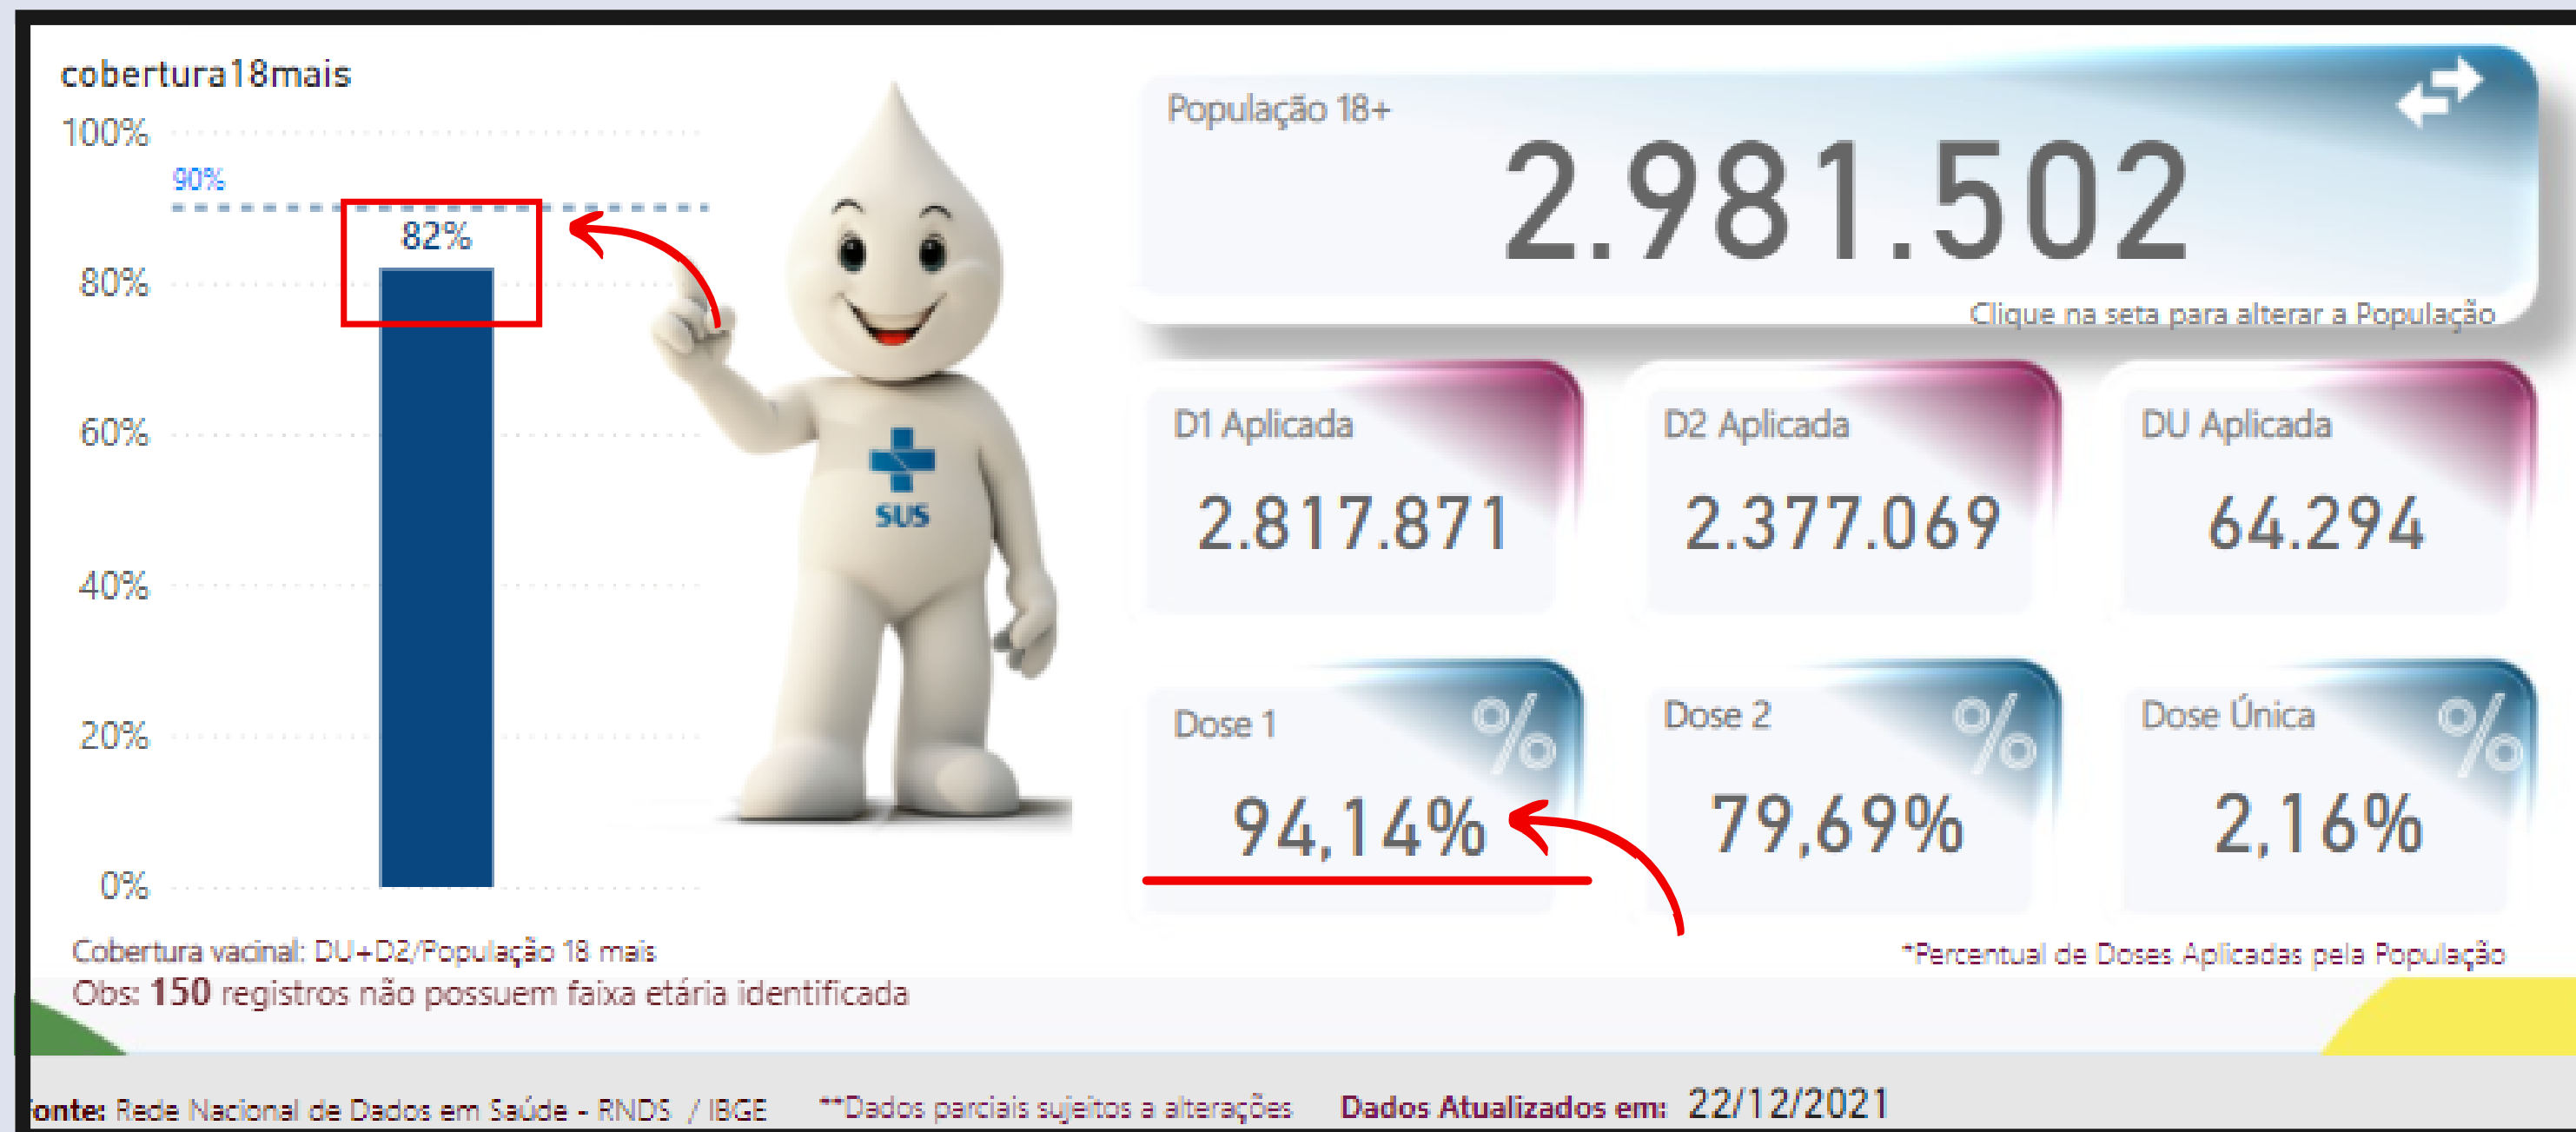 cobertura18mais
100%
90%
82%
80%
60%
40%
20%
0%
SUS
Cobertura vacinal: DU+D2/População 18 mais
Obs: 150 registros não possuem faixa etária identificada
População 18+
2.981.502
Clique na seta para alterar a População
D1 Aplicada
2.817.871
D2 Aplicada
2.377.069
DU Aplicada
64.294
Dose 1
%
94,14%
Dose 2
%
79,69%
Dose Única
%
2,16%
*Percentual de Doses Aplicadas pela População
onte: Rede Nacional de Dados em Saúde - RNDS / IBGE **Dados parciais sujeitos a alterações Dados Atualizados em: 22/12/2021